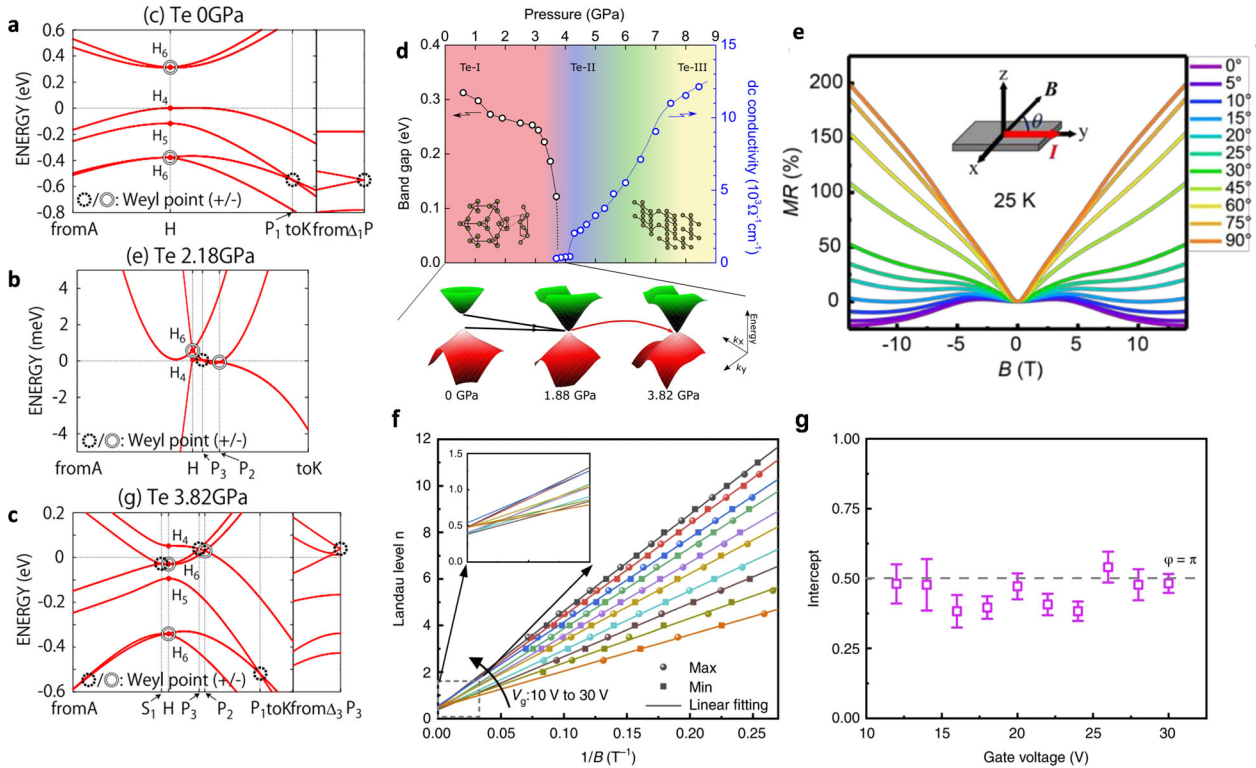 a
(c) Te 0GPa
ENERGY (eV)
0.6
0.4
0.2
0
-0.2
-0.4
-0.6
-0.8
H6
H4
H5
H6
/ : Weyl point (+/-)
fromA
H
P1 toK
fromΔ1P
b
(e) Te 2.18GPa
ENERGY (meV)
4
2
0
-2
-4
H6
H4
/ : Weyl point (+/-)
fromA
H
P3
P2
toK
c
(g) Te 3.82GPa
ENERGY (eV)
0.2
0
-0.2
-0.4
-0.6
H4
H6
H5
H6
/ : Weyl point (+/-)
fromA
S1
H
P3
P2
P1toK
fromΔ3 P3
d
Pressure (GPa)
0 1 2 3 4 5 6 7 8 9
Te-I
Te-II
Te-III
Band gap (eV)
0.4
0.3
0.2
0.1
0.0
dc conductivity (10³Ω⁻¹cm⁻¹)
15
12
10
8
6
4
2
0
Energy
kx
ky
0 GPa
1.88 GPa
3.82 GPa
e
MR (%)
200
150
100
50
0
z
B
θ
y
I
x
25 K
0°
5°
10°
15°
20°
25°
30°
45°
60°
75°
90°
-10 -5 0 5 10
B (T)
f
Landau level n
12
11
10
9
8
7
6
5
4
3
2
1
0
1.5
1.0
0.5
0.0
Vg:10 V to 30 V
Max
Min
Linear fitting
0.00 0.05 0.10 0.15 0.20 0.25
1/B (T⁻¹)
g
Intercept
1.00
0.75
0.50
0.25
0.00
φ = π
10 15 20 25 30
Gate voltage (V)